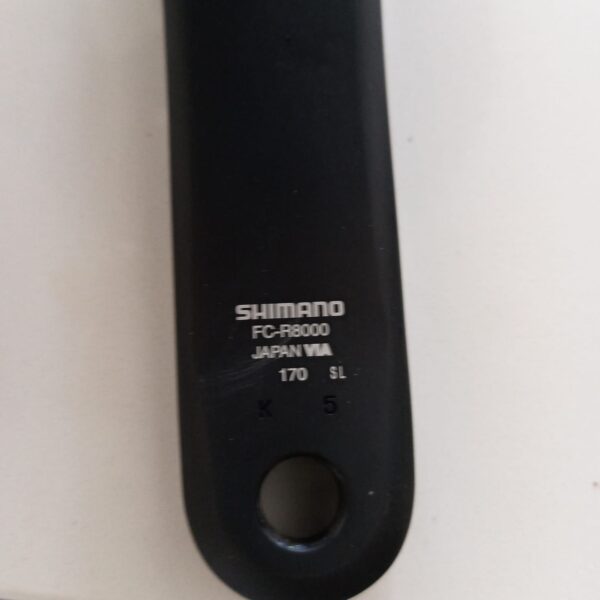 SHIMANO
FC-R8000
JAPAN VIA
170 SL
K 5